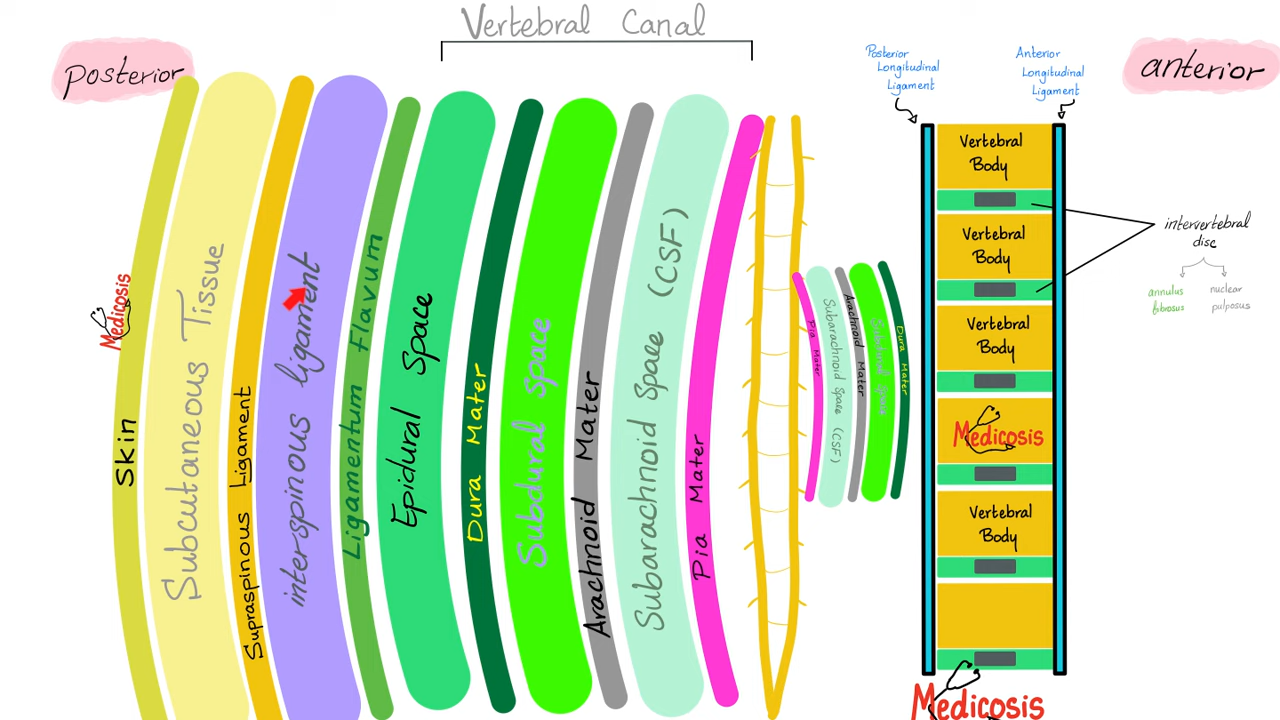 Vertebral Canal
posterior
anterior
Posterior
Longitudinal
Ligament
Anterior
Longitudinal
Ligament
Skin
Subcutaneous Tissue
Supraspinous Ligament
interspinous ligament
Ligamentum Flavum
Epidural Space
Dura Mater
Subdural Space
Arachnoid Mater
Subarachnoid Space (CSF)
Pia Mater
Pia Mater
Subarachnoid Space (CSF)
Arachnoid Mater
Subdural Space
Dura Mater
Vertebral
Body
Vertebral
Body
Vertebral
Body
Medicosis
Vertebral
Body
intervertebral
disc
annulus
fibrosus
nuclear
pulposus
Medicosis
Medicosis